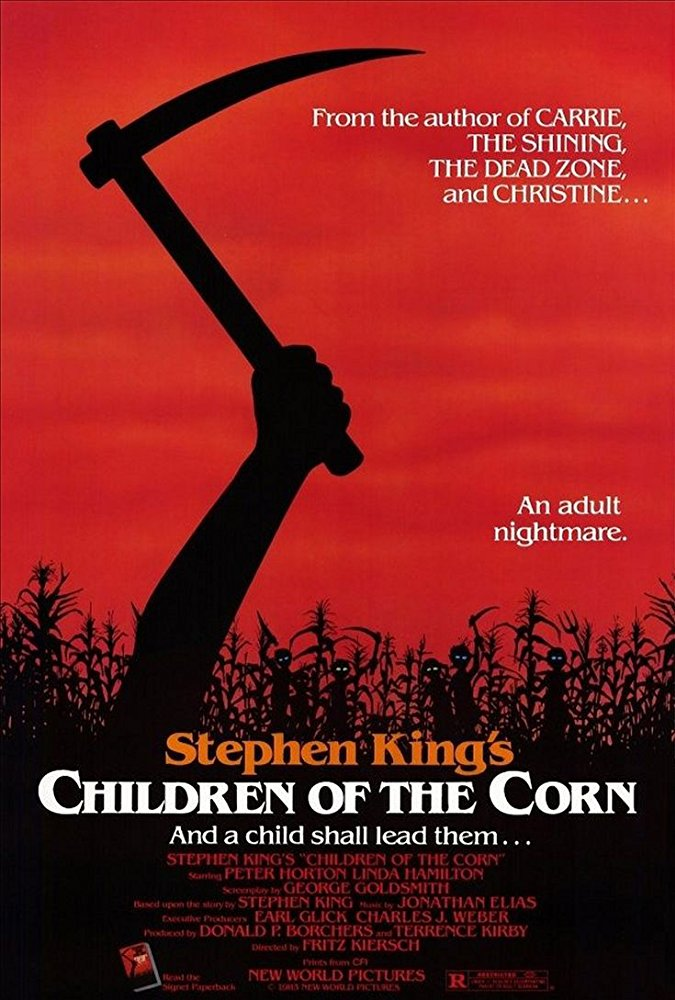 From the author of CARRIE,
THE SHINING,
THE DEAD ZONE,
and CHRISTINE...
An adult
nightmare.
Stephen King's
CHILDREN OF THE CORN
And a child shall lead them...
STEPHEN KING'S "CHILDREN OF THE CORN"
Starring PETER HORTON LINDA HAMILTON
Screenplay by GEORGE GOLDSMITH
Based upon the story by STEPHEN KING Music by JONATHAN ELIAS
Executive Producers EARL GLICK CHARLES J. WEBER
Produced by DONALD P. BORCHERS and TERRENCE KIRBY
Directed by FRITZ KIERSCH
Prints from CFI
Read the
Signet Paperback
NEW WORLD PICTURES
© 1983 NEW WORLD PICTURES
R RESTRICTED